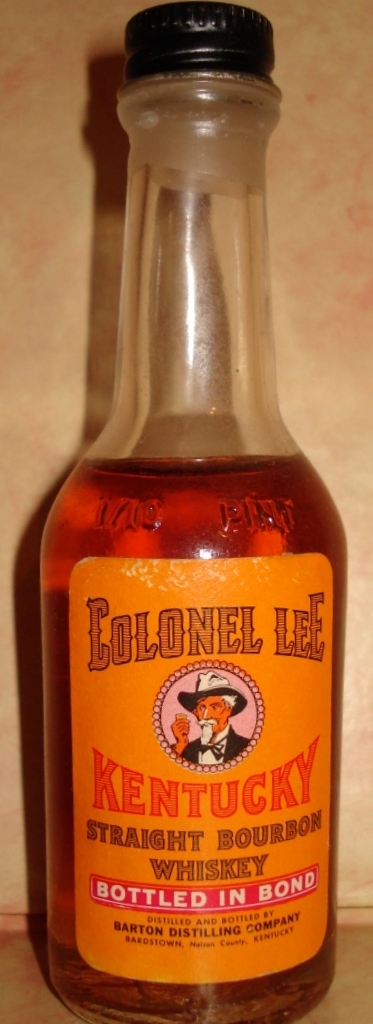 1/10 PINT
COLONEL LEE
KENTUCKY
STRAIGHT BOURBON
WHISKEY
BOTTLED IN BOND
DISTILLED AND BOTTLED BY
BARTON DISTILLING COMPANY
BARDSTOWN, Nelson County, KENTUCKY